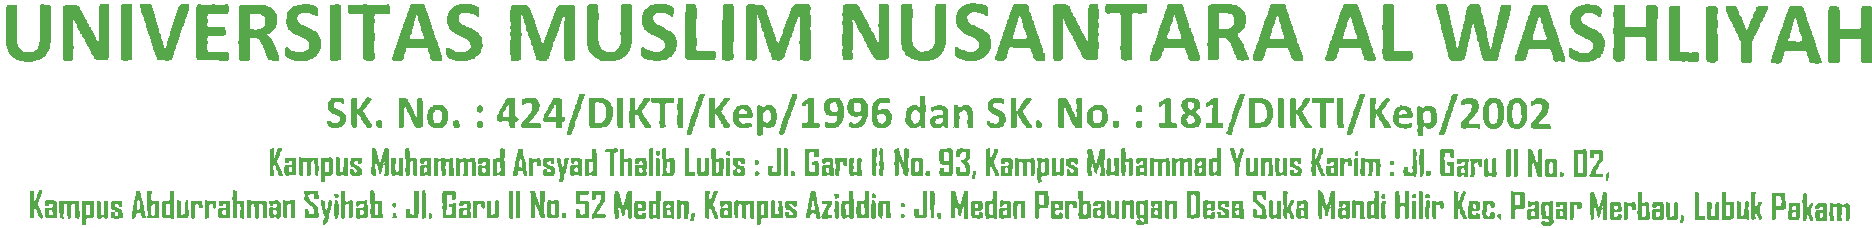 UNIVERSITAS MUSLIM NUSANTARA AL WASHLIYAH
SK. No. : 424/DIKTI/Kep/1996 dan SK. No. : 181/DIKTI/Kep/2002
Kampus Muhammad Arsyad Thalib Lubis : Jl. Garu II No. 93, Kampus Muhammad Yunus Karim : Jl. Garu II No. 02,
Kampus Abdurrahman Syihab : Jl. Garu II No. 52 Medan, Kampus Aziddin : Jl. Medan Perbaungan Desa Suka Mandi Hilir Kec. Pagar Merbau, Lubuk Pakam